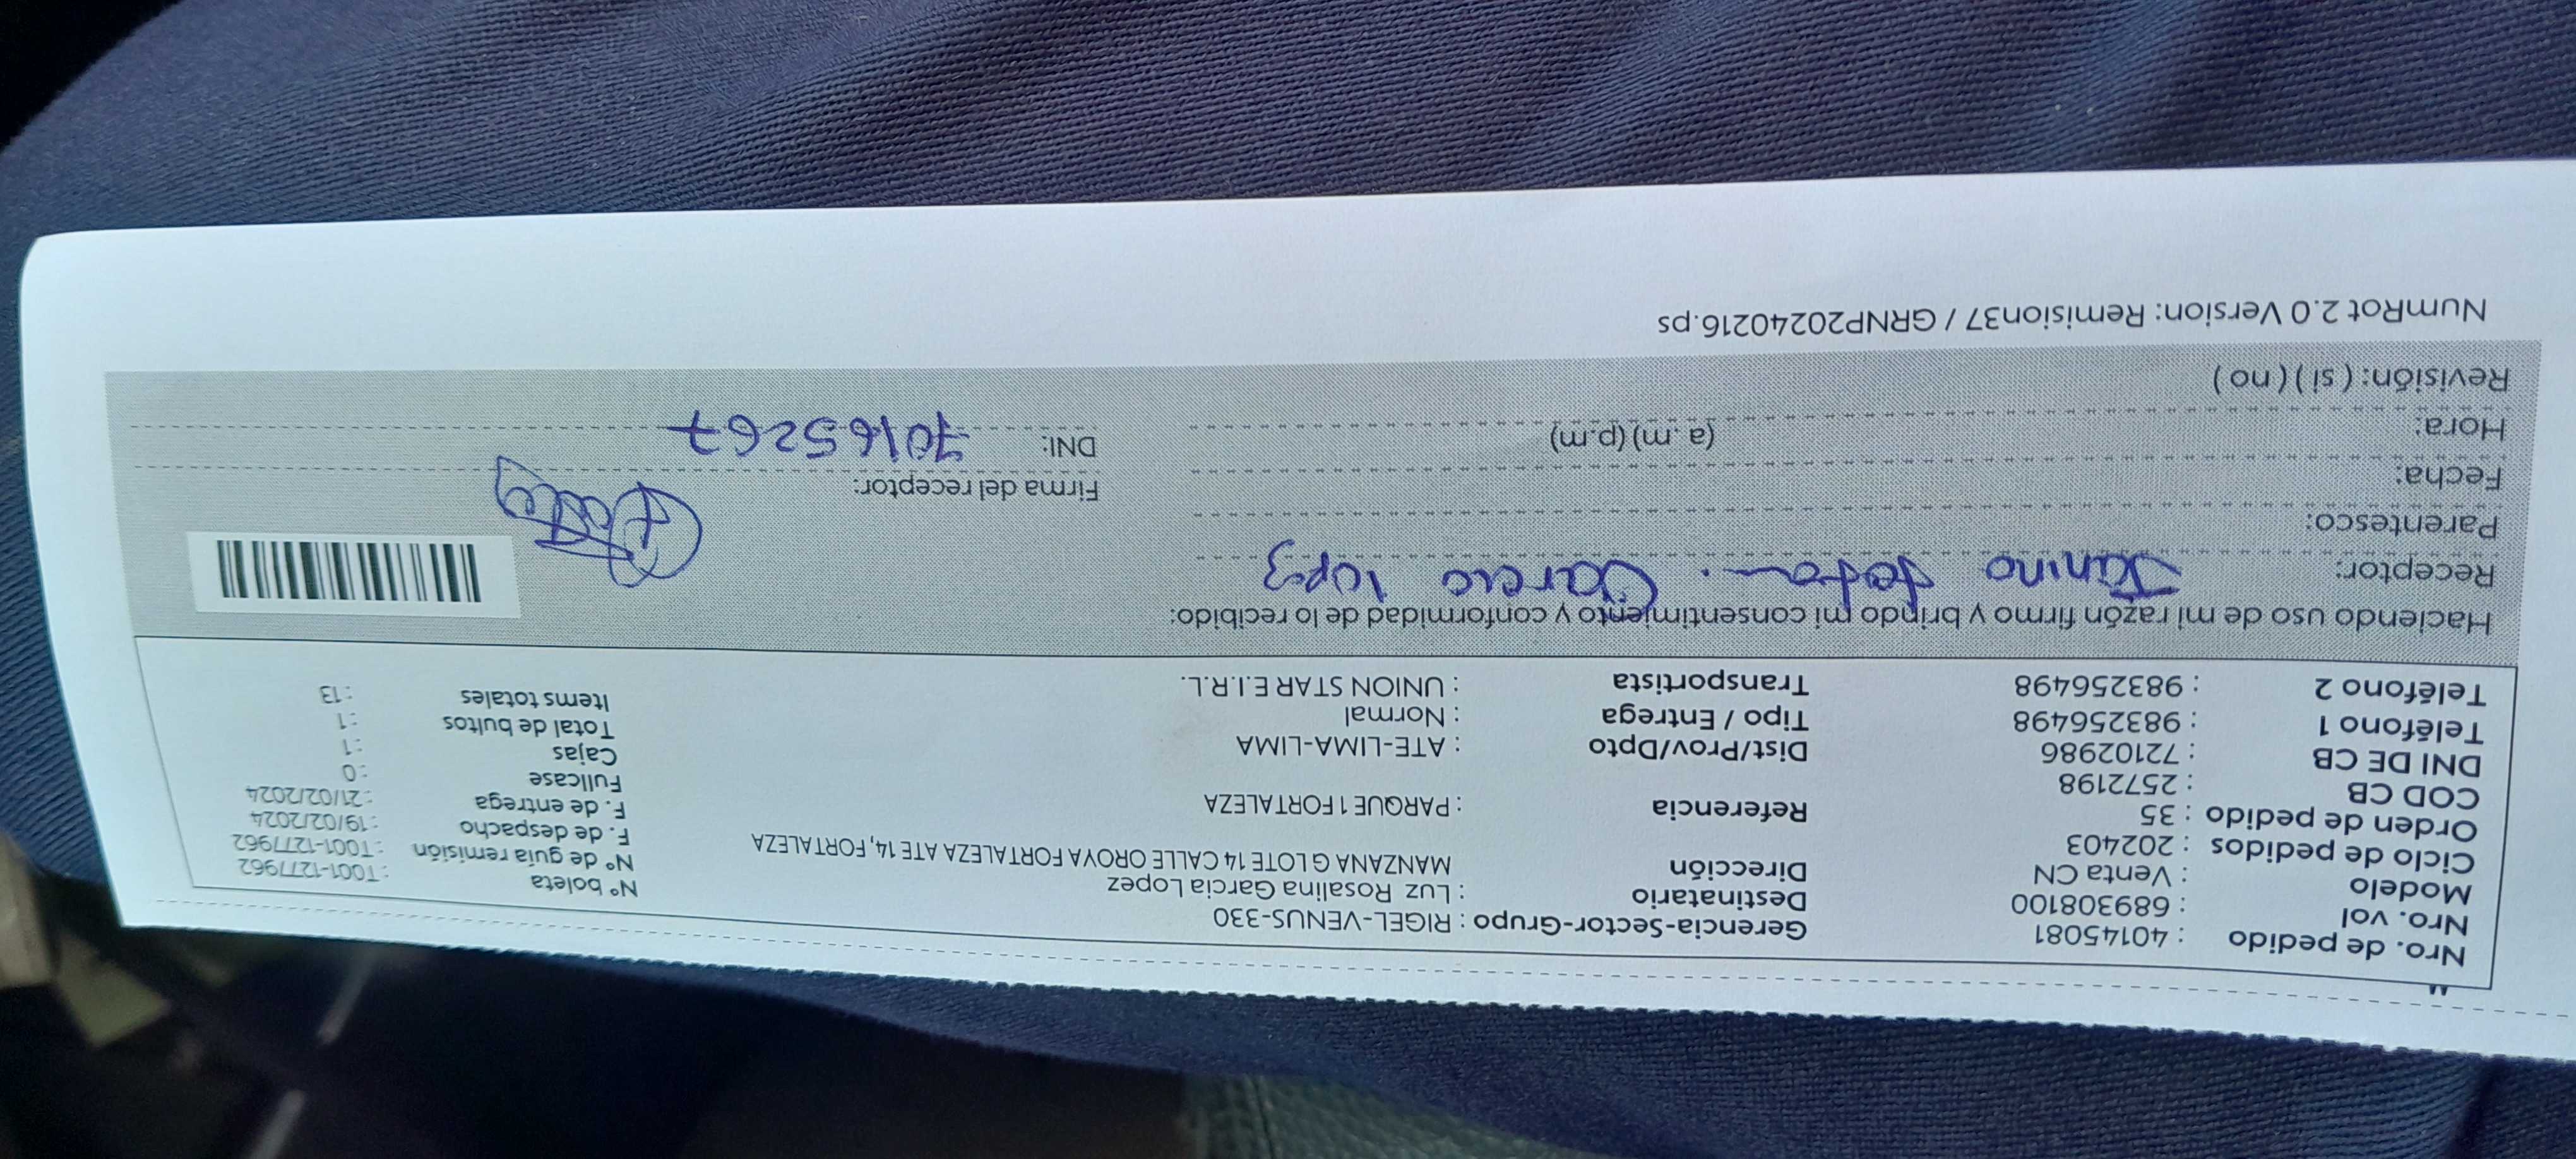 Nro. de pedido : 40145081 Gerencia-Sector-Grupo : RIGEL-VENUS-330 N° boleta : T001-1277962
Nro. vol : 689308100 Destinatario : Luz Rosalina Garcia Lopez N° de guía remisión : T001-1277962
Modelo : Venta CN Dirección MANZANA G LOTE 14 CALLE OROYA FORTALEZA ATE 14, FORTALEZA F. de despacho : 19/02/2024
Ciclo de pedidos : 202403 F. de entrega : 21/02/2024
Orden de pedido : 35 Referencia : PARQUE 1 FORTALEZA Fullcase : 0
COD CB : 2572198 Cajas : 1
DNI DE CB : 72102986 Dist/Prov/Dpto : ATE-LIMA-LIMA Total de bultos : 1
Teléfono 1 : 983256498 Tipo / Entrega : Normal Items totales : 13
Teléfono 2 : 983256498 Transportista : UNION STAR E.I.R.L.
Haciendo uso de mi razón firmo y brindo mi consentimiento y conformidad de lo recibido:
Receptor: Garcia lopez
Parentesco:
Fecha: Firma del receptor:
Hora: (a.m) (p.m) DNI: 70165267
Revisión: ( si ) ( no )
NumRot 2.0 Version: Remision37 / GRNP20240216.ps